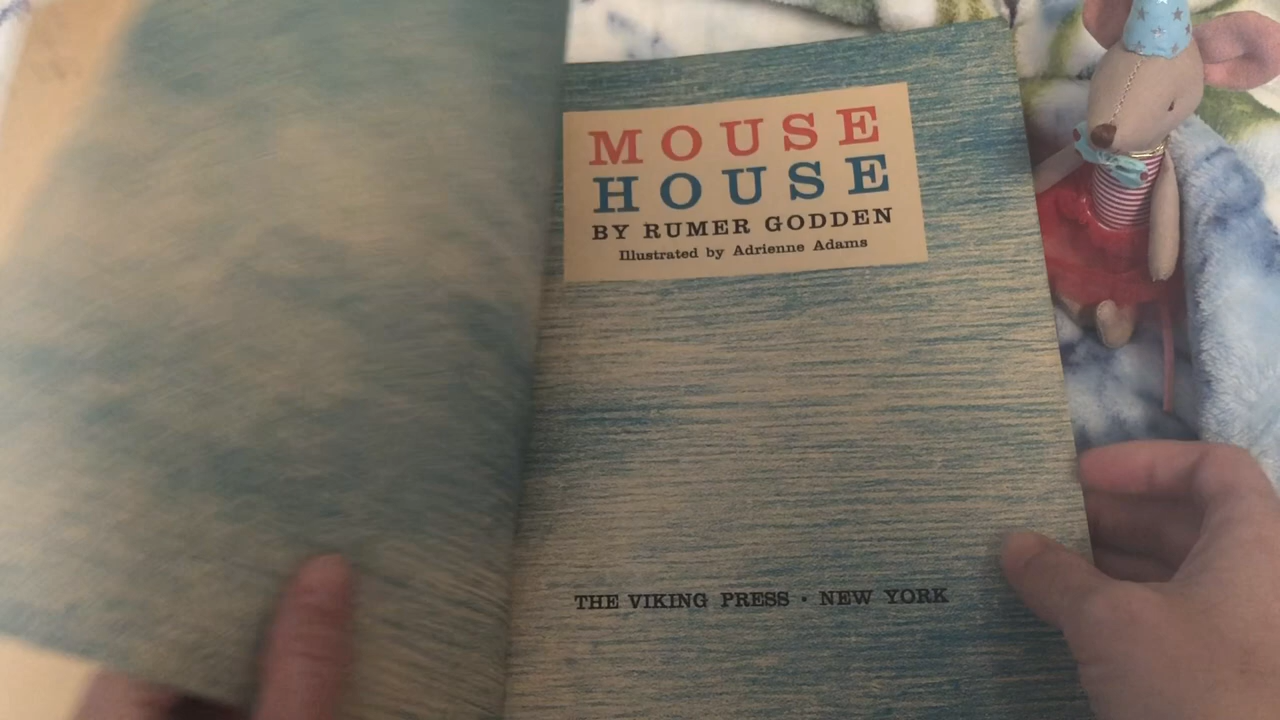 MOUSE
HOUSE
BY RUMER GODDEN
Illustrated by Adrienne Adams
THE VIKING PRESS · NEW YORK